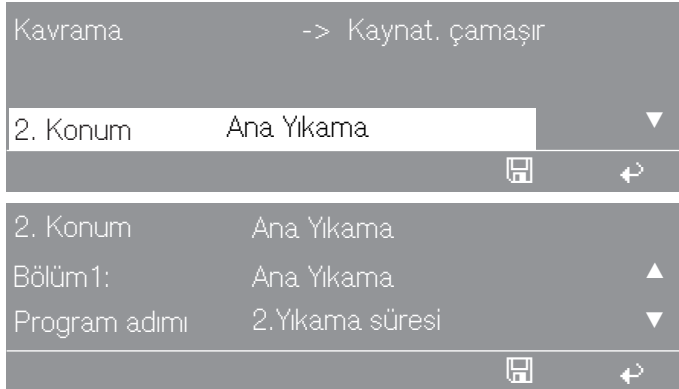 Kavrama -> Kaynat. çamaşır
2. Konum Ana Yıkama
2. Konum Ana Yıkama
Bölüm1: Ana Yıkama
Program adımı 2.Yıkama süresi